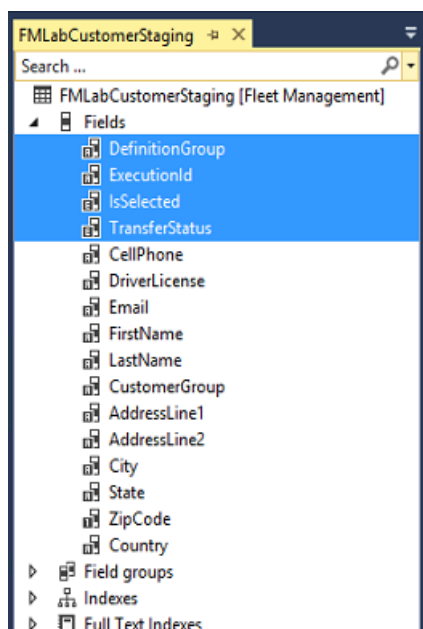 FMLabCustomerStaging
Search ...
FMLabCustomerStaging [Fleet Management]
Fields
DefinitionGroup
ExecutionId
IsSelected
TransferStatus
CellPhone
DriverLicense
Email
FirstName
LastName
CustomerGroup
AddressLine1
AddressLine2
City
State
ZipCode
Country
Field groups
Indexes
Full Text Indexes